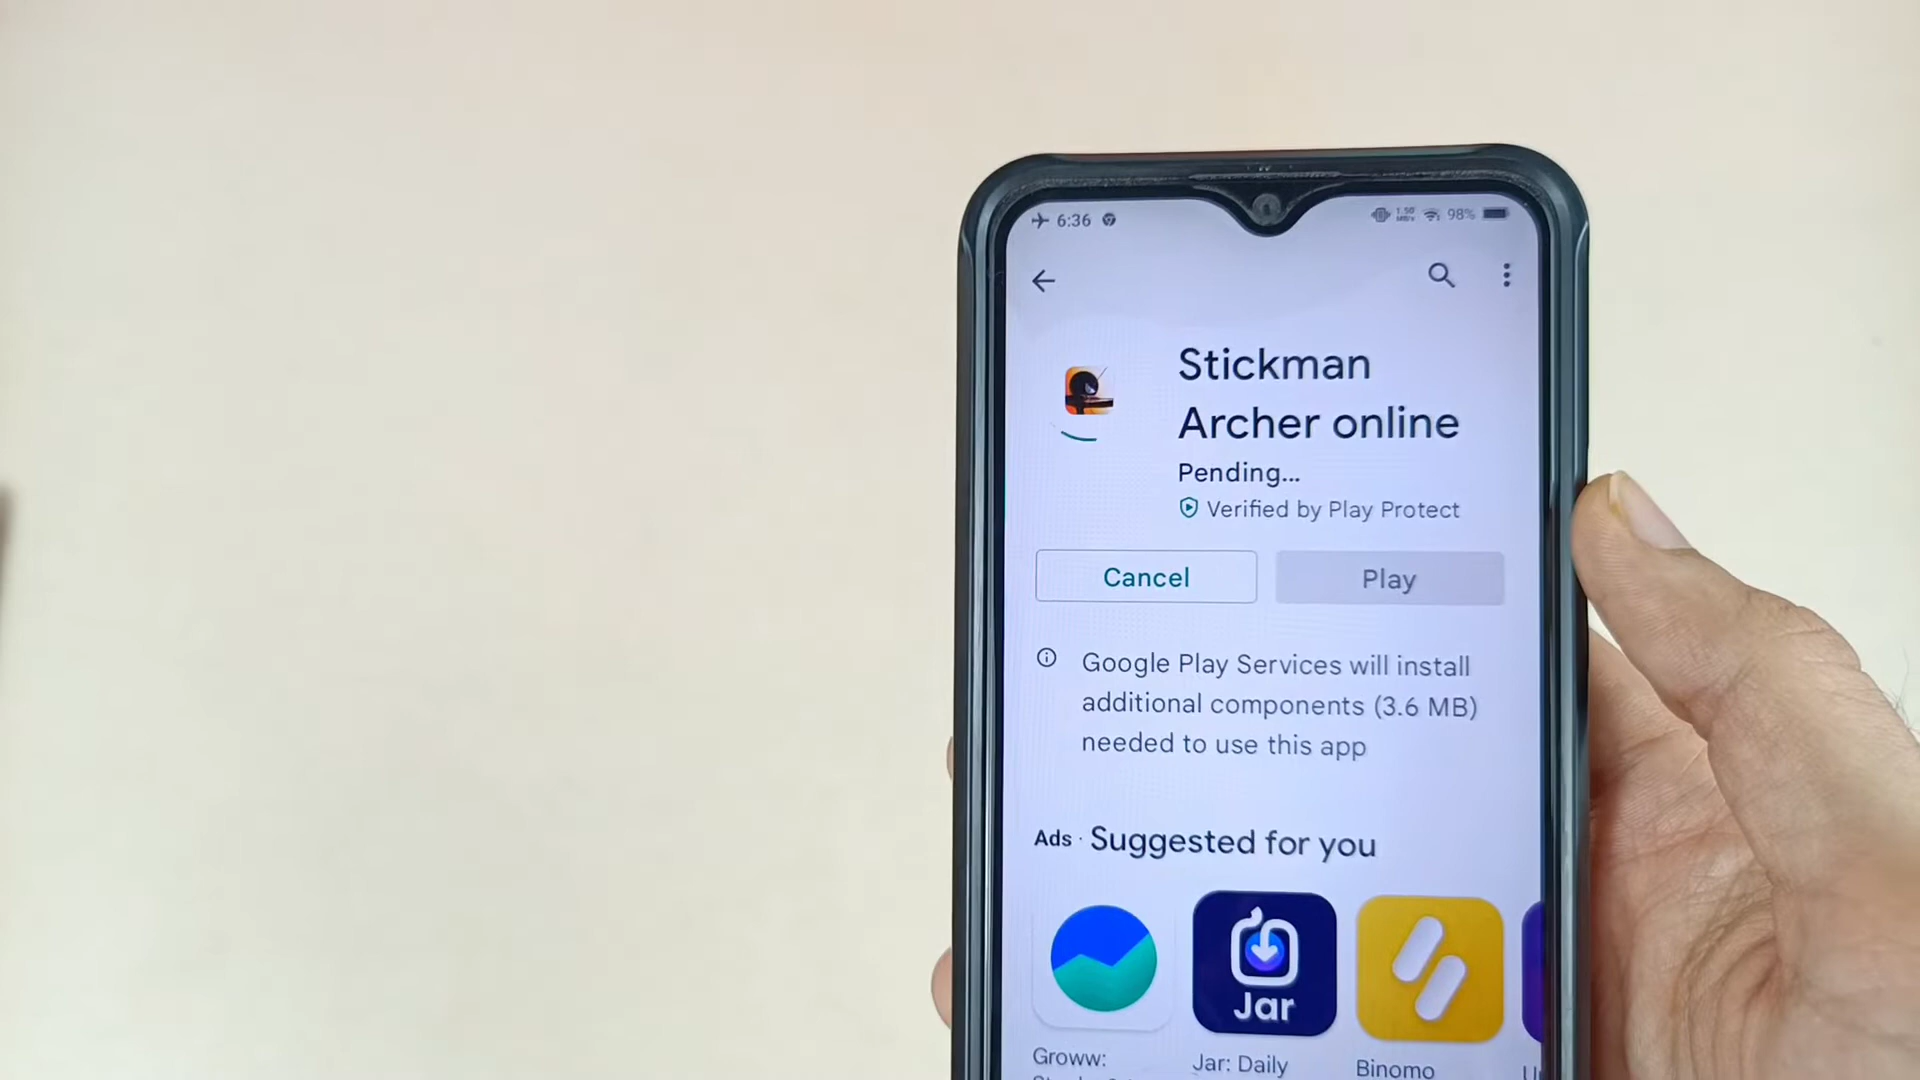 6:36
98%
Stickman
Archer online
Pending...
Verified by Play Protect
Cancel
Play
Google Play Services will install
additional components (3.6 MB)
needed to use this app
Ads · Suggested for you
Jar
Groww:
Jar: Daily
Binomo